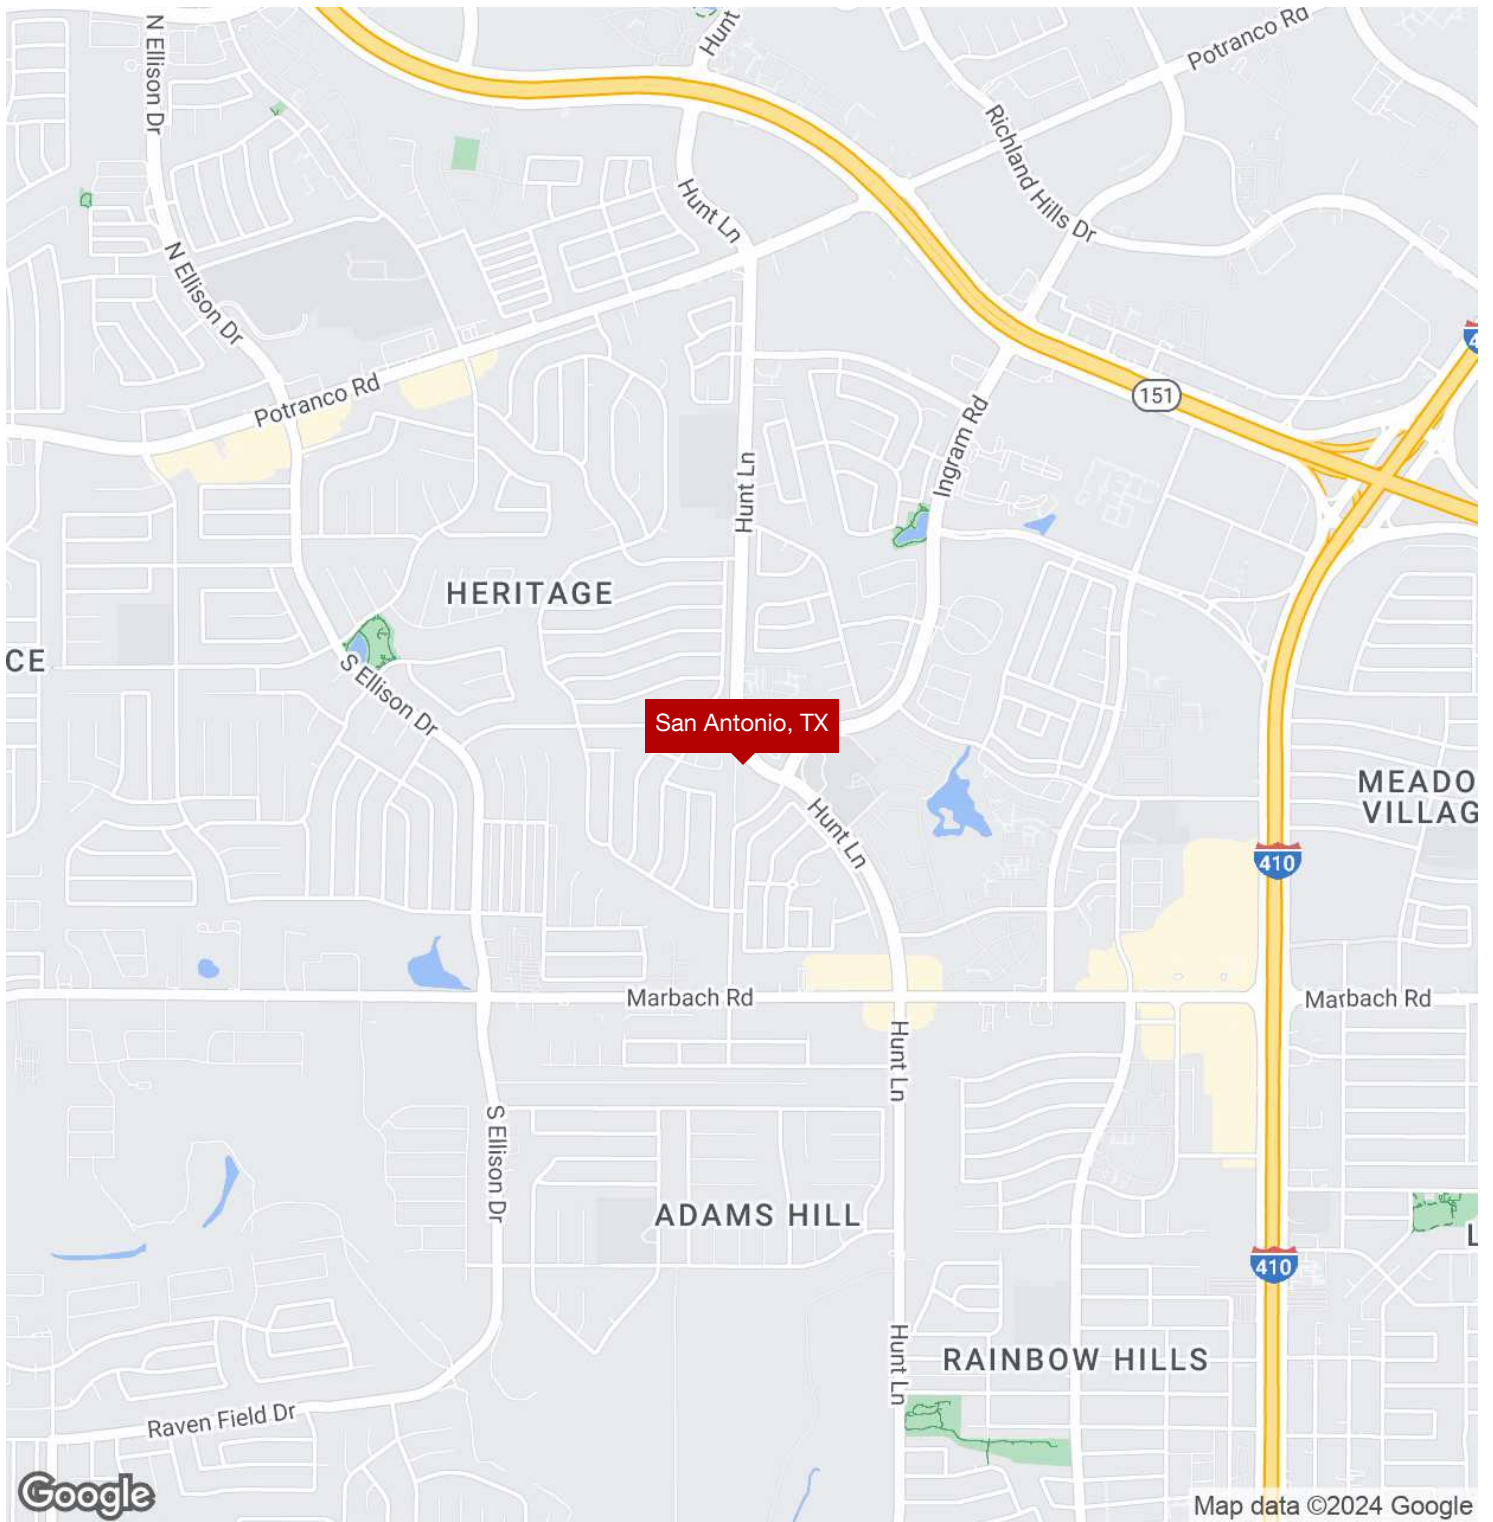 N Ellison Dr
Hunt
Potranco Rd
Richland Hills Dr
Hunt Ln
N Ellison Dr
4
151
Potranco Rd
Ingram Rd
Hunt Ln
HERITAGE
CE
S Ellison Dr
San Antonio, TX
Hunt Ln
MEADO
VILLAG
410
Marbach Rd
Marbach Rd
Hunt Ln
S Ellison Dr
ADAMS HILL
L
410
Hunt Ln
RAINBOW HILLS
Raven Field Dr
Google
Map data ©2024 Google